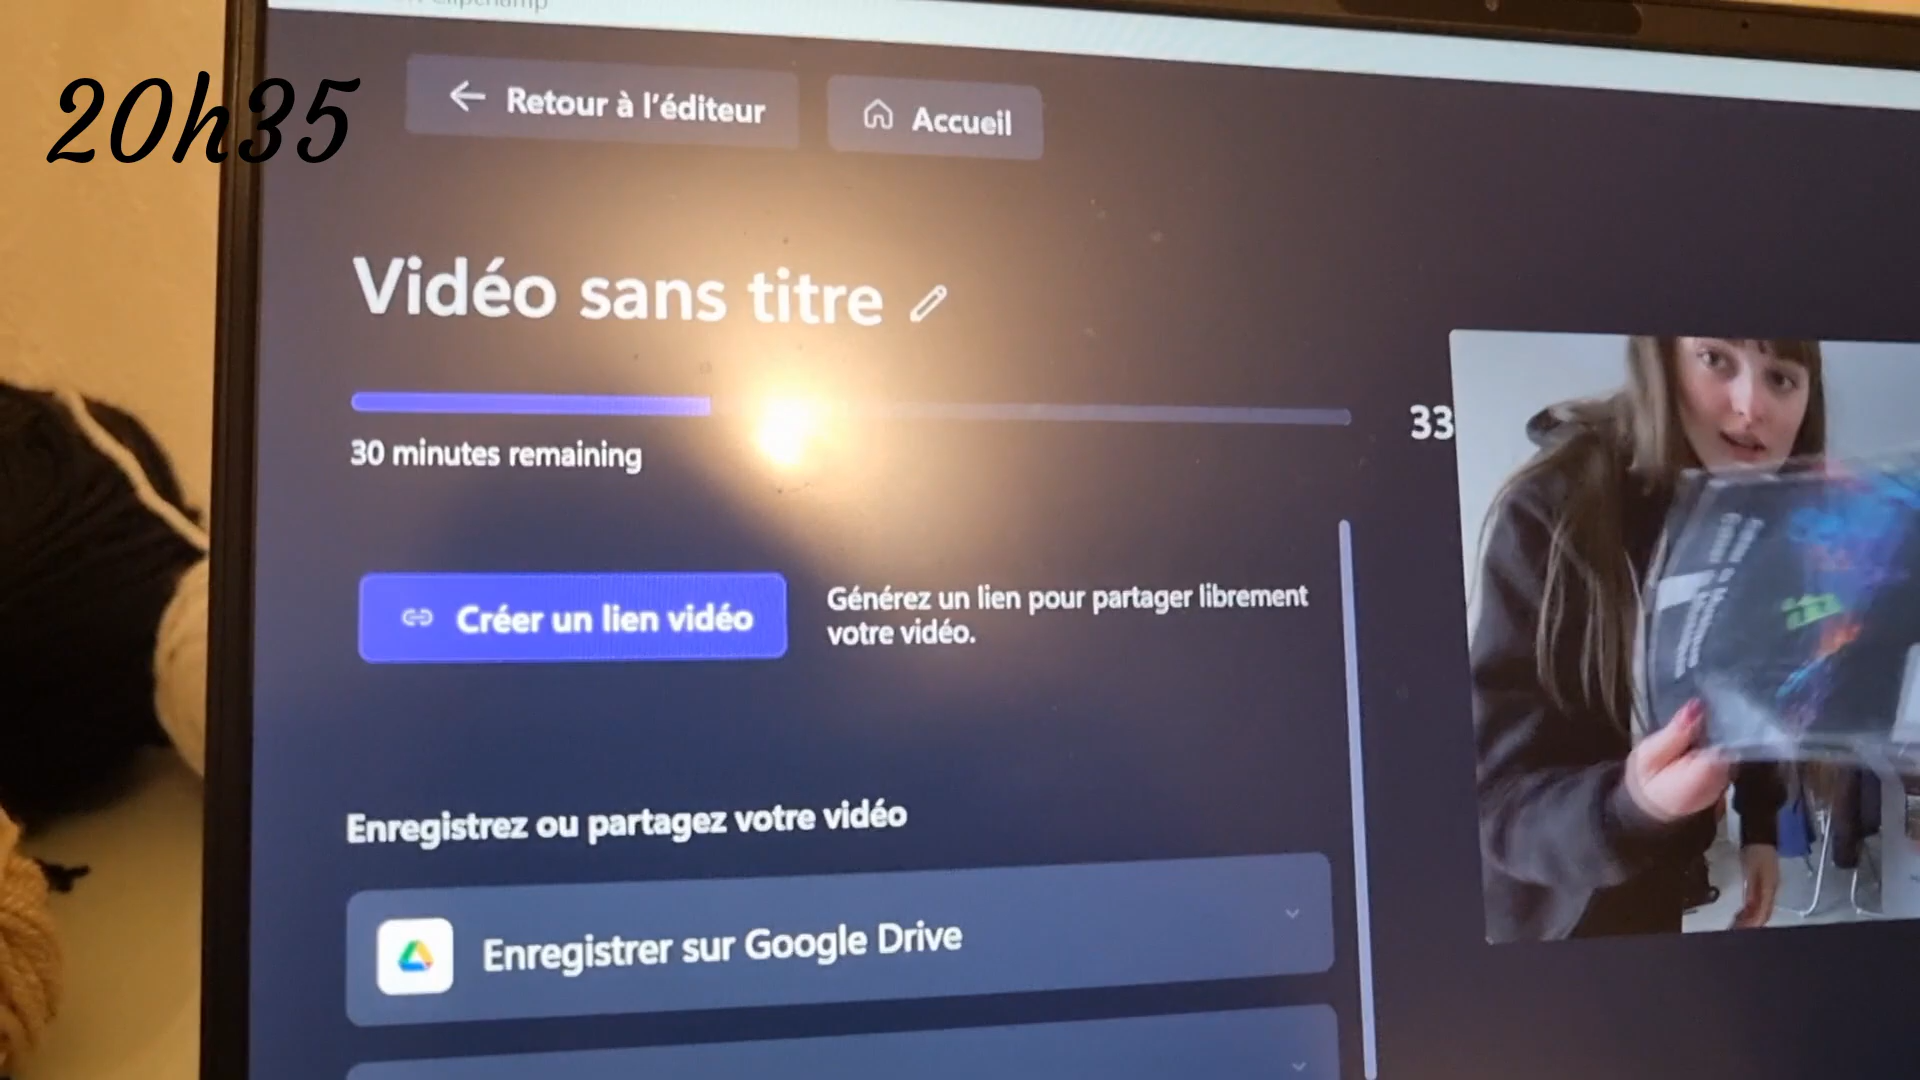 Clipchamp
20h35
← Retour à l'éditeur
Accueil
Vidéo sans titre
33
30 minutes remaining
Créer un lien vidéo
Générez un lien pour partager librement
votre vidéo.
Enregistrez ou partagez votre vidéo
Enregistrer sur Google Drive